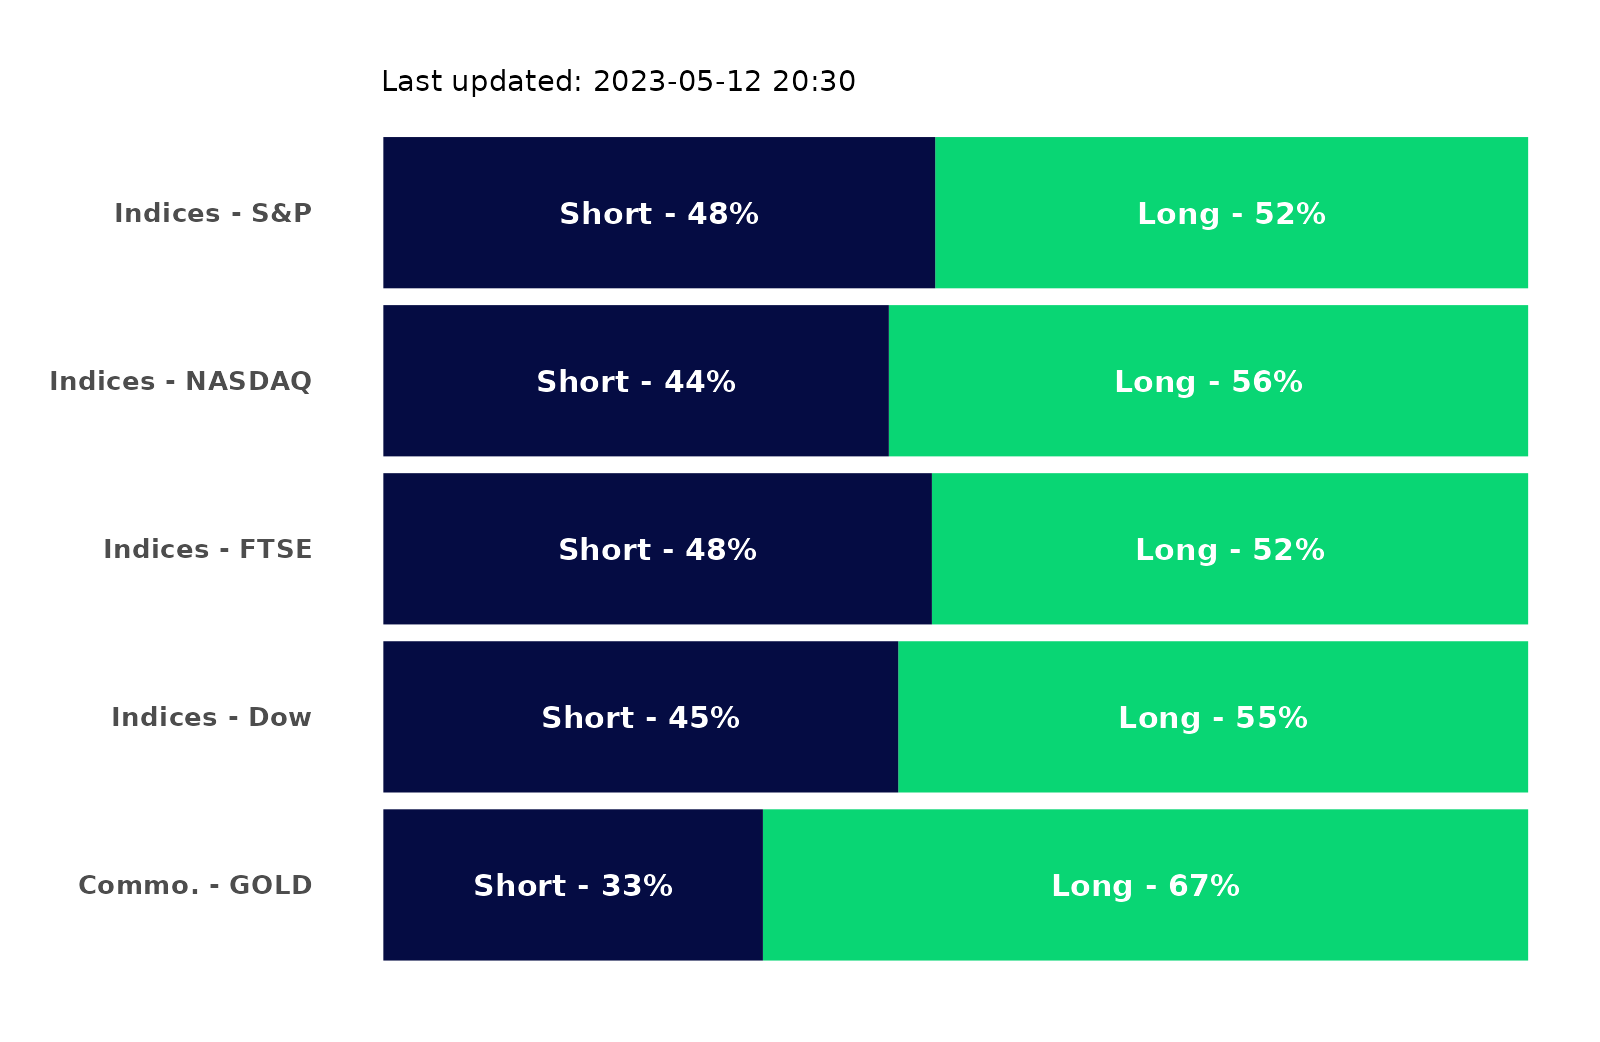 Last updated: 2023-05-12 20:30
Indices - S&P Short - 48% Long - 52%
Indices - NASDAQ Short - 44% Long - 56%
Indices - FTSE Short - 48% Long - 52%
Indices - Dow Short - 45% Long - 55%
Commo. - GOLD Short - 33% Long - 67%